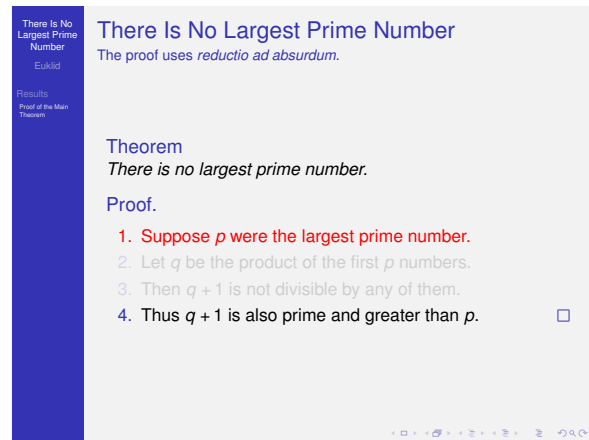 There Is No
Largest Prime
Number
Euklid
Results
Proof of the Main
Theorem
There Is No Largest Prime Number
The proof uses reductio ad absurdum.
Theorem
There is no largest prime number.
Proof.
1. Suppose p were the largest prime number.
2. Let q be the product of the first p numbers.
3. Then q + 1 is not divisible by any of them.
4. Thus q + 1 is also prime and greater than p.